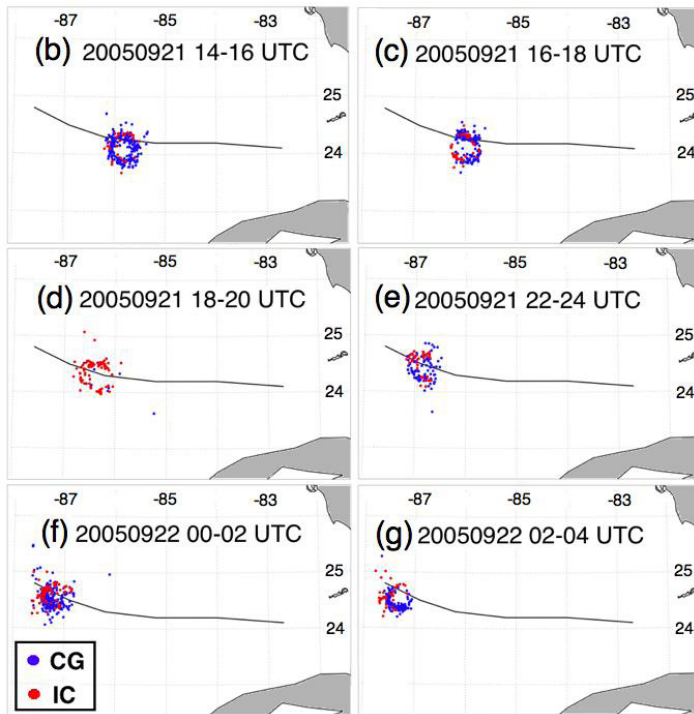 -87 -85 -83
(b) 20050921 14-16 UTC
25
24
-87 -85 -83
(c) 20050921 16-18 UTC
25
24
-87 -85 -83
(d) 20050921 18-20 UTC
25
24
-87 -85 -83
(e) 20050921 22-24 UTC
25
24
-87 -85 -83
(f) 20050922 00-02 UTC
25
24
CG
IC
-87 -85 -83
(g) 20050922 02-04 UTC
25
24